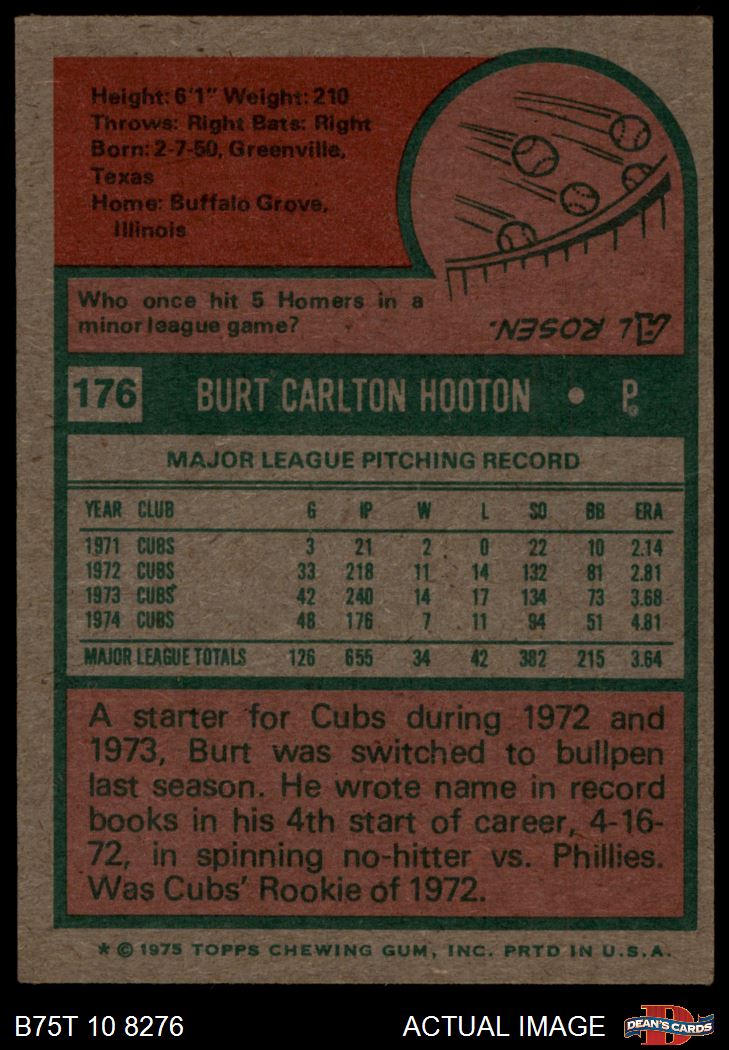 Height: 6'1" Weight: 210
Throws: Right Bats: Right
Born: 2-7-50, Greenville,
Texas
Home: Buffalo Grove,
Illinois
Who once hit 5 Homers in a
minor league game?
AL ROSEN.
176 BURT CARLTON HOOTON • P.
MAJOR LEAGUE PITCHING RECORD
YEAR CLUB G IP W L SO BB ERA
1971 CUBS 3 21 2 0 22 10 2.14
1972 CUBS 33 218 11 14 132 81 2.81
1973 CUBS 42 240 14 17 134 73 3.68
1974 CUBS 48 176 7 11 94 51 4.81
MAJOR LEAGUE TOTALS 126 655 34 42 382 215 3.64
A starter for Cubs during 1972 and
1973, Burt was switched to bullpen
last season. He wrote name in record
books in his 4th start of career, 4-16-
72, in spinning no-hitter vs. Phillies.
Was Cubs' Rookie of 1972.
* © 1975 TOPPS CHEWING GUM, INC. PRTD IN U.S.A.
B75T 10 8276 ACTUAL IMAGE DEAN'S CARDS